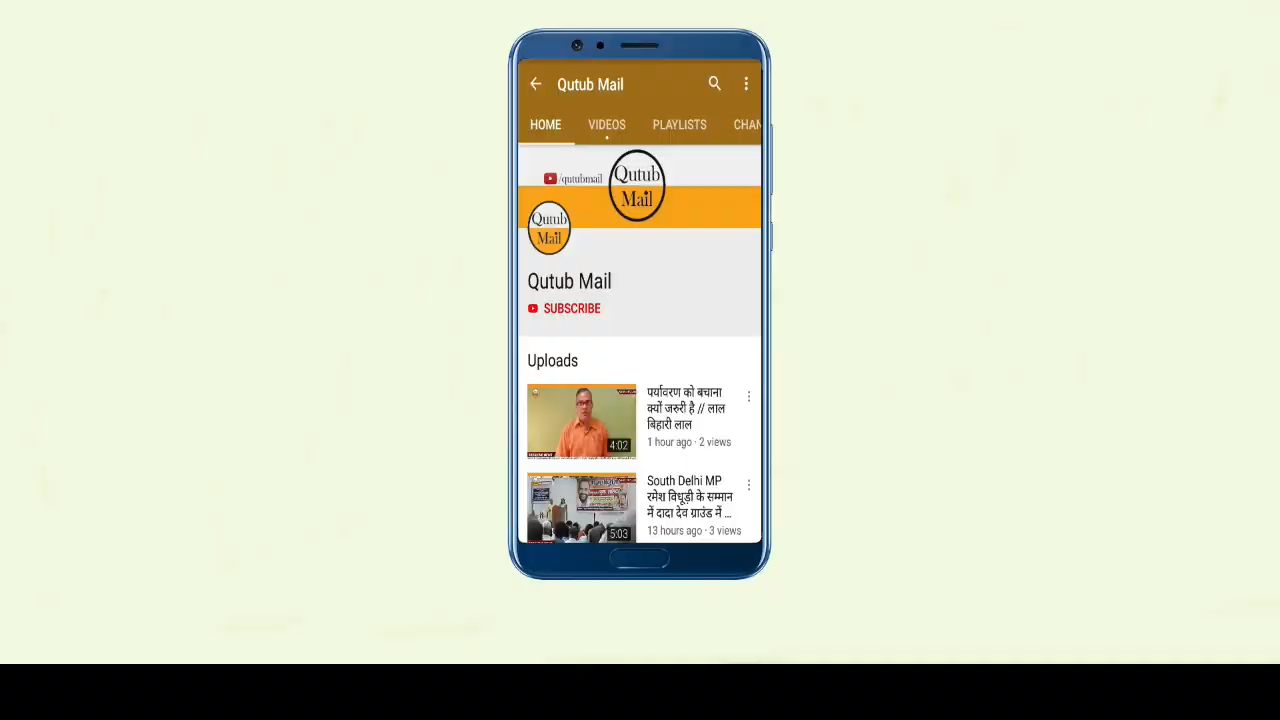 Qutub Mail
HOME VIDEOS PLAYLISTS CHAN
/qutubmail
Qutub
Mail
Qutub
Mail
Qutub Mail
SUBSCRIBE
Uploads
पर्यावरण को बचाना
क्यों जरुरी है // लाल
बिहारी लाल
1 hour ago · 2 views
4:02
South Delhi MP
रमेश विधूड़ी के सम्मान
में दादा देव ग्राउंड में ...
13 hours ago · 3 views
5:03